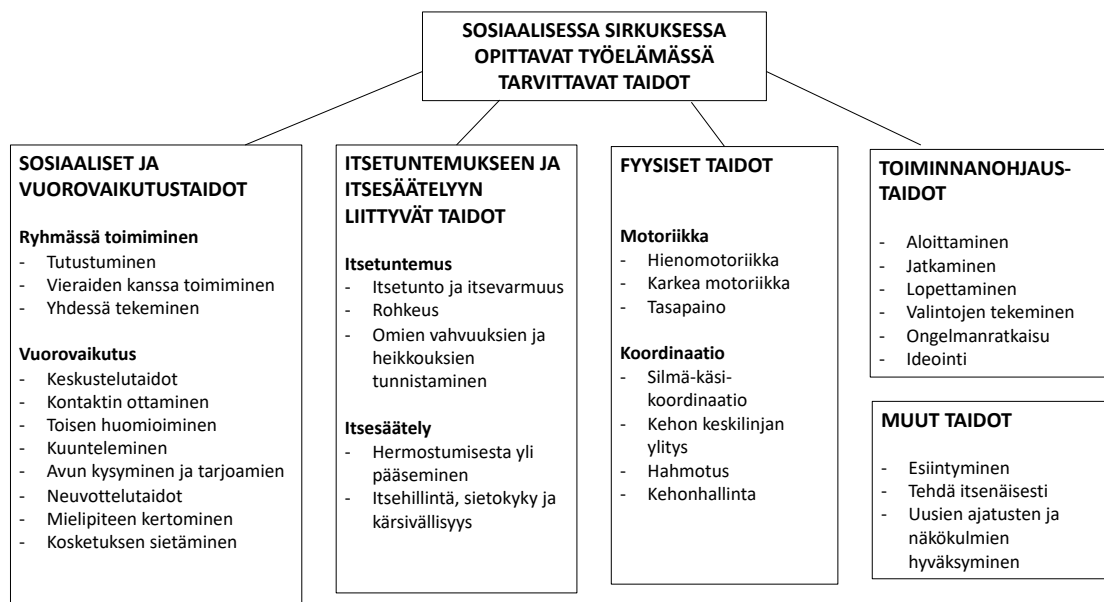 SOSIAALISESSA SIRKUKSESSA
OPITTAVAT TYÖELÄMÄSSÄ
TARVITTAVAT TAIDOT
SOSIAALISET JA
VUOROVAIKUTUSTAIDOT
Ryhmässä toimiminen
- Tutustuminen
- Vieraiden kanssa toimiminen
- Yhdessä tekeminen
Vuorovaikutus
- Keskustelutaidot
- Kontaktin ottaminen
- Toisen huomioiminen
- Kuunteleminen
- Avun kysyminen ja tarjoamien
- Neuvottelutaidot
- Mielipiteen kertominen
- Kosketuksen sietäminen
ITSETUNTEMUKSEEN JA
ITSESÄÄTELYYN
LIITTYVÄT TAIDOT
Itsetuntemus
- Itsetunto ja itsevarmuus
- Rohkeus
- Omien vahvuuksien ja
heikkouksien
tunnistaminen
Itsesäätely
- Hermostumisesta yli
pääseminen
- Itsehillintä, sietokyky ja
kärsivällisyys
FYYSISET TAIDOT
Motoriikka
- Hienomotoriikka
- Karkea motoriikka
- Tasapaino
Koordinaatio
- Silmä-käsi-
koordinaatio
- Kehon keskilinjan
ylitys
- Hahmotus
- Kehonhallinta
TOIMINNANOHJAUS-
TAIDOT
- Aloittaminen
- Jatkaminen
- Lopettaminen
- Valintojen tekeminen
- Ongelmanratkaisu
- Ideointi
MUUT TAIDOT
- Esiintyminen
- Tehdä itsenäisesti
- Uusien ajatusten ja
näkökulmien
hyväksyminen